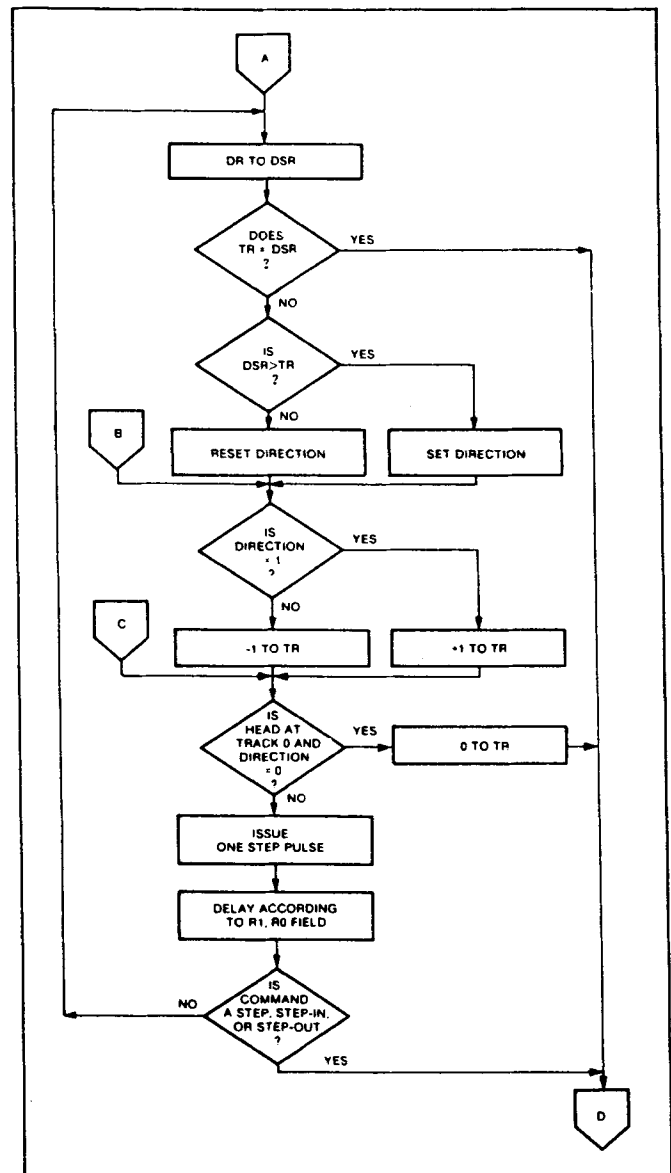 A
DR TO DSR
DOES
TR = DSR
?
YES
NO
IS
DSR>TR
?
YES
NO
B
RESET DIRECTION
SET DIRECTION
IS
DIRECTION
= 1
?
YES
NO
C
-1 TO TR
+1 TO TR
IS
HEAD AT
TRACK 0 AND
DIRECTION
= 0
?
YES
0 TO TR
NO
ISSUE
ONE STEP PULSE
DELAY ACCORDING
TO R1, R0 FIELD
IS
COMMAND
A STEP, STEP-IN,
OR STEP-OUT
?
NO
YES
D